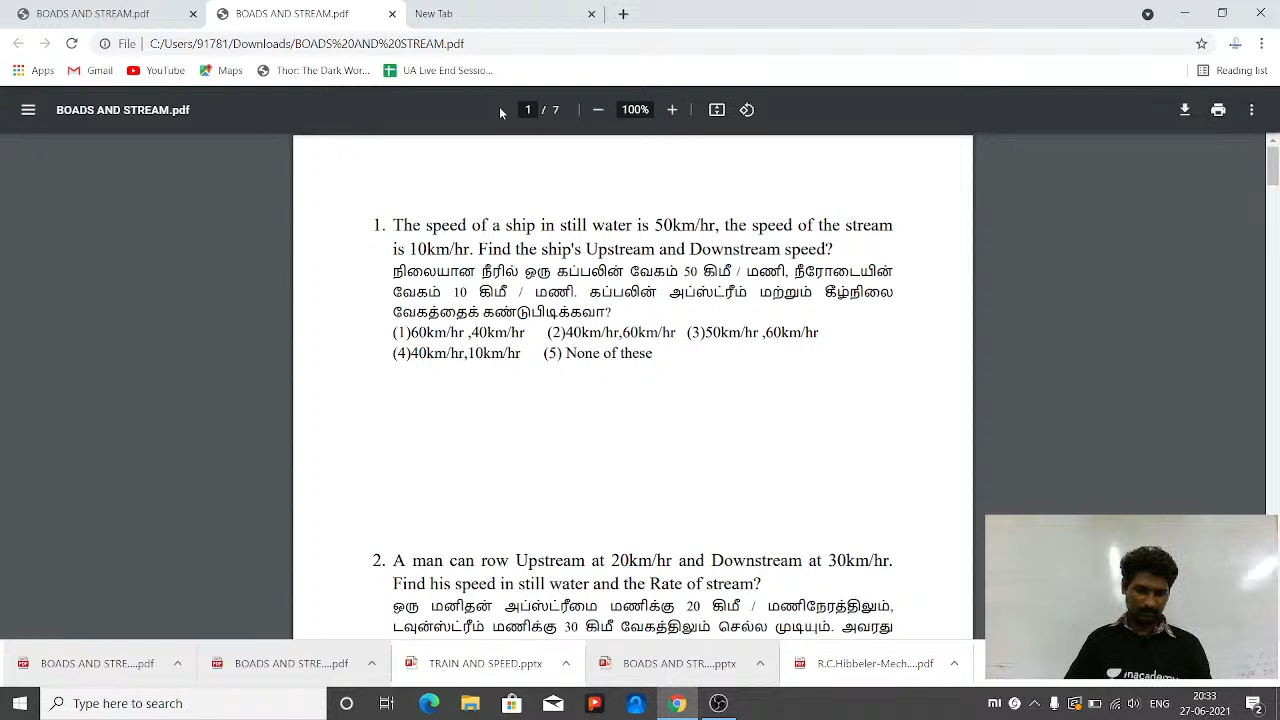 BOADS AND STREAM.pdf
BOADS AND STREAM.pdf
New Tab
File | C:/Users/91781/Downloads/BOADS%20AND%20STREAM.pdf
Apps
Gmail
YouTube
Maps
Thor: The Dark Wor...
UA Live End Sessio...
Reading list
BOADS AND STREAM.pdf
1 / 7
100%
1. The speed of a ship in still water is 50km/hr, the speed of the stream
is 10km/hr. Find the ship's Upstream and Downstream speed?
நிலையான நீரில் ஒரு கப்பலின் வேகம் 50 கிமீ / மணி, நீரோடையின்
வேகம் 10 கிமீ / மணி. கப்பலின் அப்ஸ்ட்ரீம் மற்றும் கீழ்நிலை
வேகத்தைக் கண்டுபிடிக்கவா?
(1)60km/hr ,40km/hr (2)40km/hr,60km/hr (3)50km/hr ,60km/hr
(4)40km/hr,10km/hr (5) None of these
2. A man can row Upstream at 20km/hr and Downstream at 30km/hr.
Find his speed in still water and the Rate of stream?
ஒரு மனிதன் அப்ஸ்ட்ரீமை மணிக்கு 20 கிமீ / மணிநேரத்திலும்,
டவுன்ஸ்ட்ரீம் மணிக்கு 30 கிமீ வேகத்திலும் செல்ல முடியும். அவரது
unacademy
BOADS AND STRE....pdf
BOADS AND STRE....pdf
TRAIN AND SPEED.pptx
BOADS AND STR....pptx
R.C.Hibbeler-Mech....pdf
Type here to search
20:33
27-06-2021
2